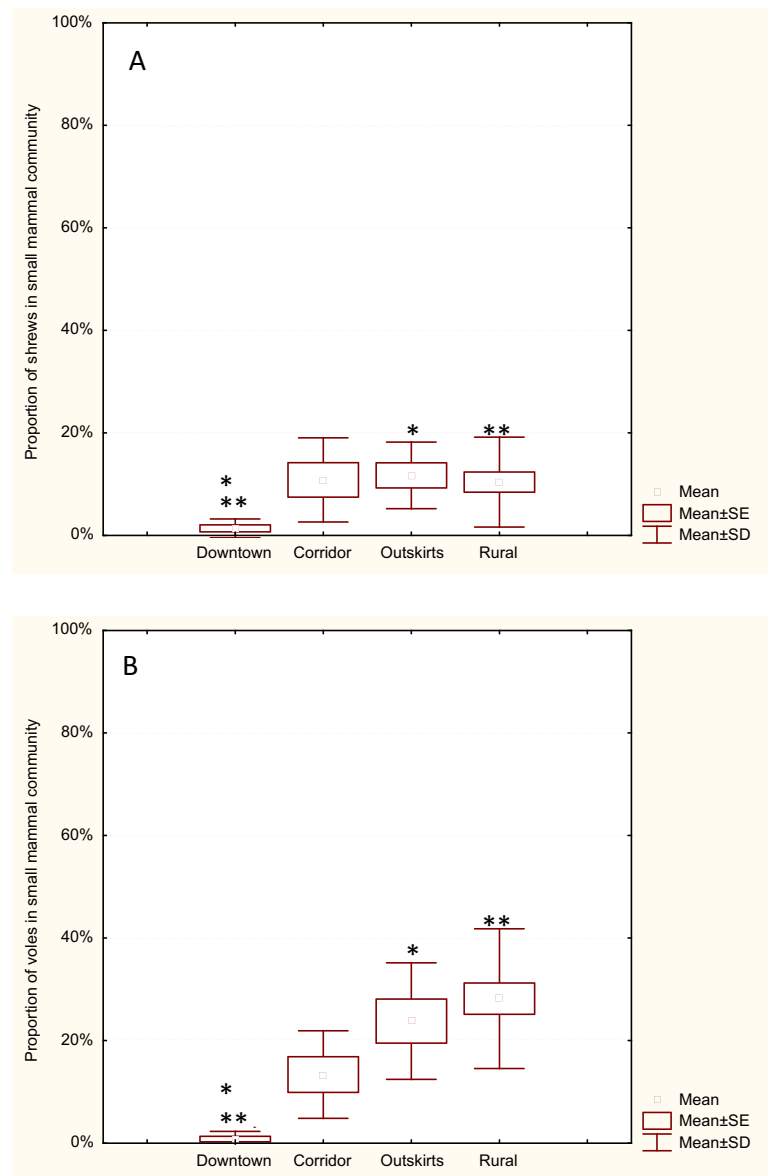 100%
A
80%
60%
40%
20%
0%
Proportion of shrews in small mammal community
*
**
*
**
Downtown Corridor Outskirts Rural
Mean
Mean±SE
Mean±SD
100%
B
80%
60%
40%
20%
0%
Proportion of voles in small mammal community
*
**
*
**
Downtown Corridor Outskirts Rural
Mean
Mean±SE
Mean±SD